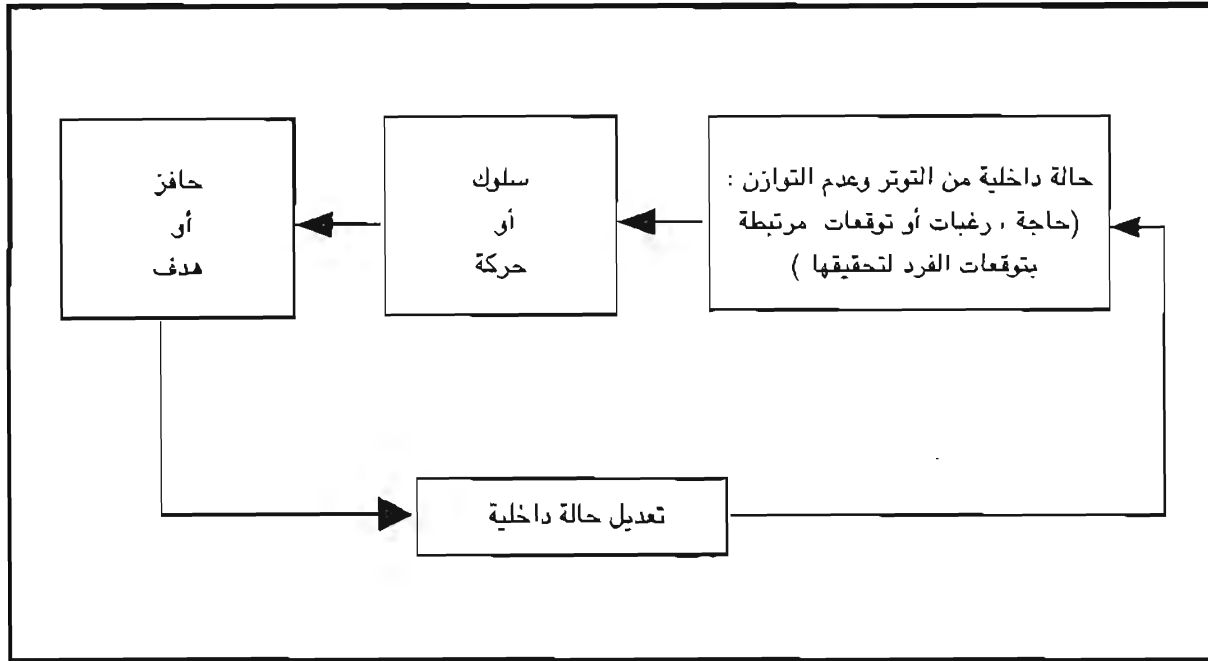 حالة داخلية من التوتر وعدم التوازن :
(حاجة ، رغبات أو توقعات مرتبطة
بتوقعات الفرد لتحقيقها )
سلوك
أو
حركة
حافز
أو
هدف
تعديل حالة داخلية